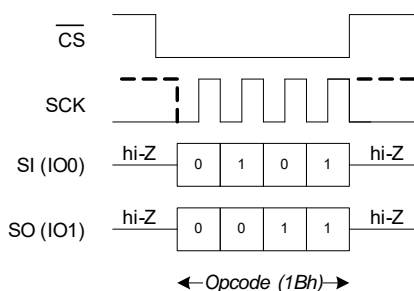 CS
SCK
hi-Z 0 1 0 1 hi-Z
SI (IO0)
hi-Z 0 0 1 1 hi-Z
SO (IO1)
Opcode (1Bh)